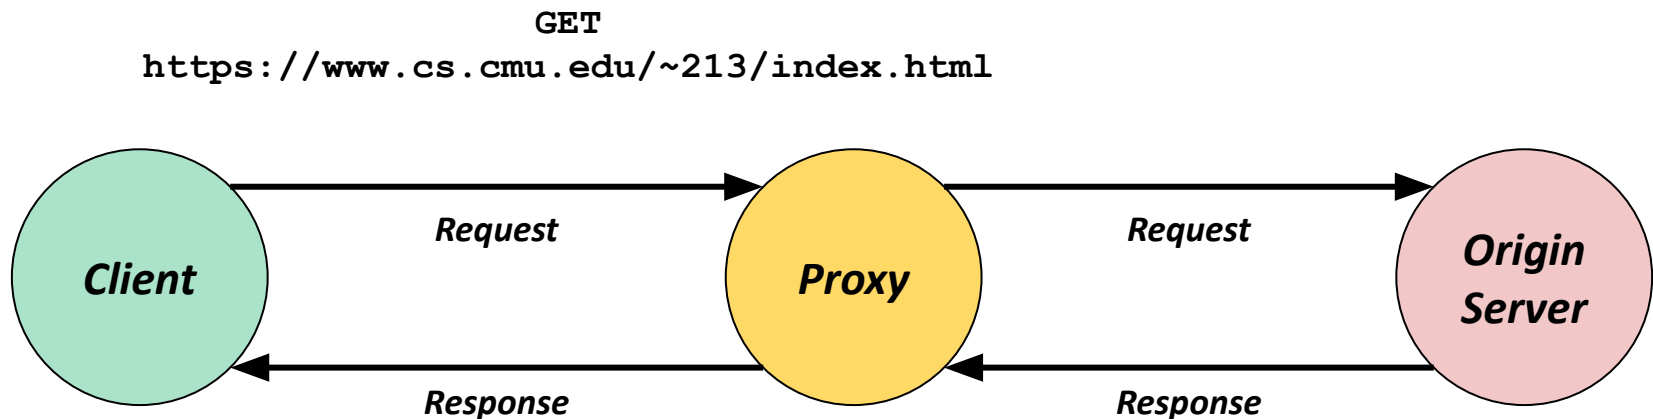 GET
https://www.cs.cmu.edu/~213/index.html
Request
Request
Client
Proxy
Origin
Server
Response
Response